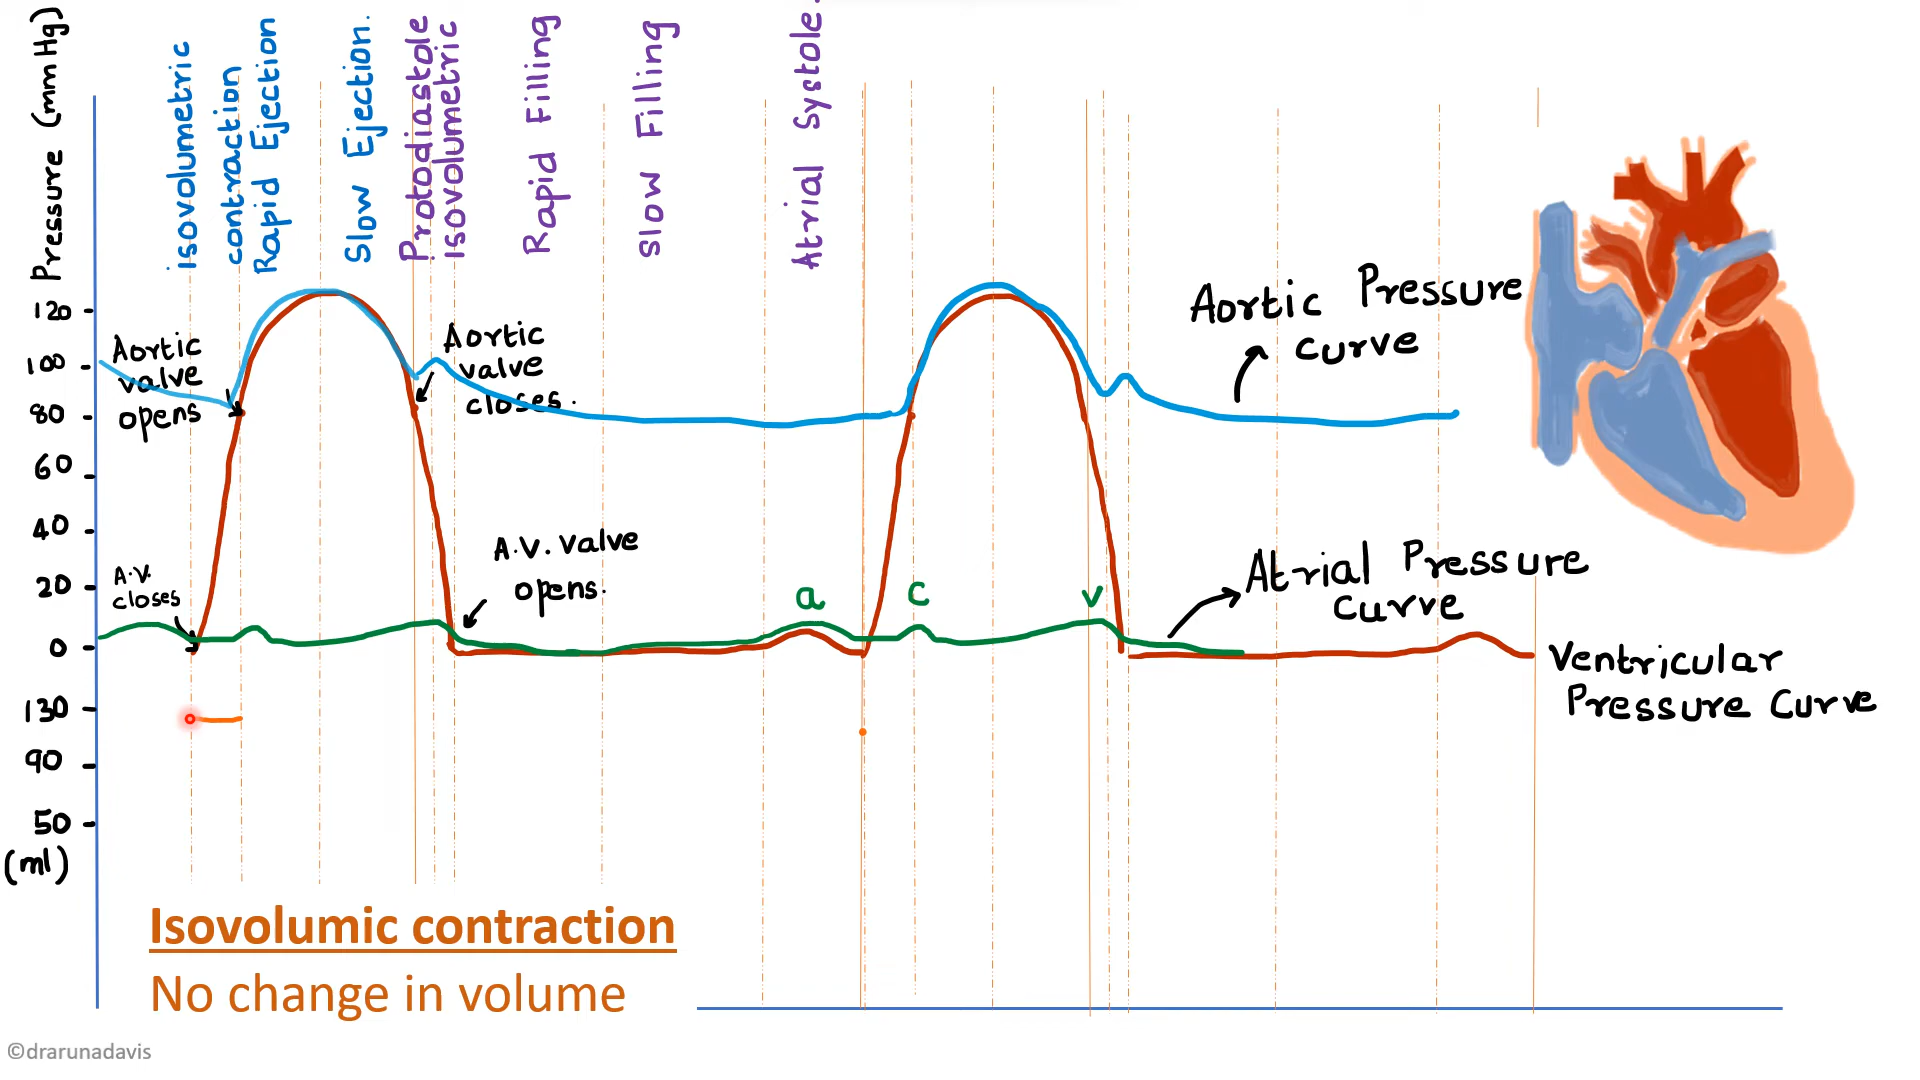 Pressure (mm Hg)
isovolumetric
contraction
Rapid Ejection
Slow Ejection.
Protodiastole
isovolumetric
Rapid Filling
slow Filling
Atrial Systole.
120
100
80
60
40
20
0
130
90
50
(ml)
Aortic
valve
opens
Aortic
valve
closes.
A.V.
closes
A.V. valve
opens.
a
c
v
Aortic Pressure
curve
Atrial Pressure
curve
Ventricular
Pressure Curve
Isovolumic contraction
No change in volume
©drarunadavis